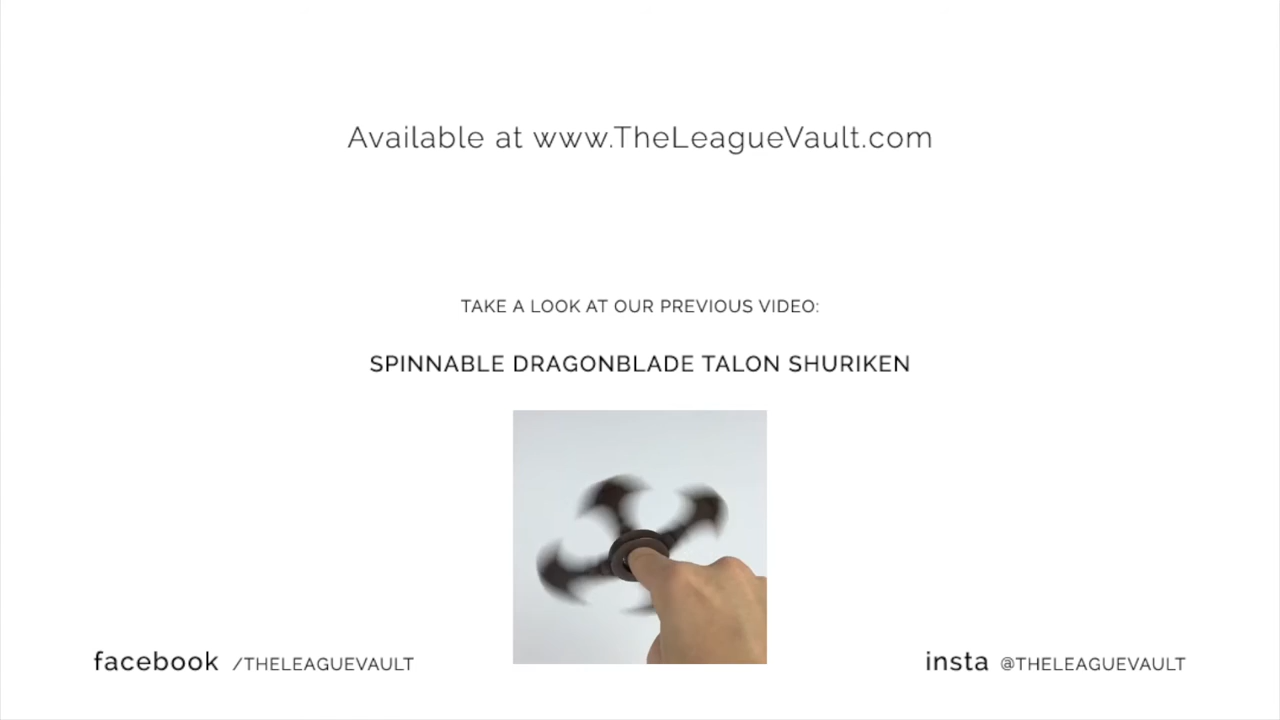 Available at www.TheLeagueVault.com
TAKE A LOOK AT OUR PREVIOUS VIDEO:
SPINNABLE DRAGONBLADE TALON SHURIKEN
facebook /THELEAGUEVAULT
insta @THELEAGUEVAULT